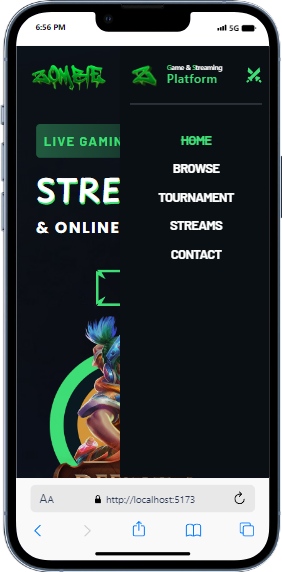 6:56 PM
5G
ZOMBIE
Z
Game & Streaming
Platform
LIVE GAMIN
STRE
& ONLINE
HOME
BROWSE
TOURNAMENT
STREAMS
CONTACT
AA
http://localhost:5173